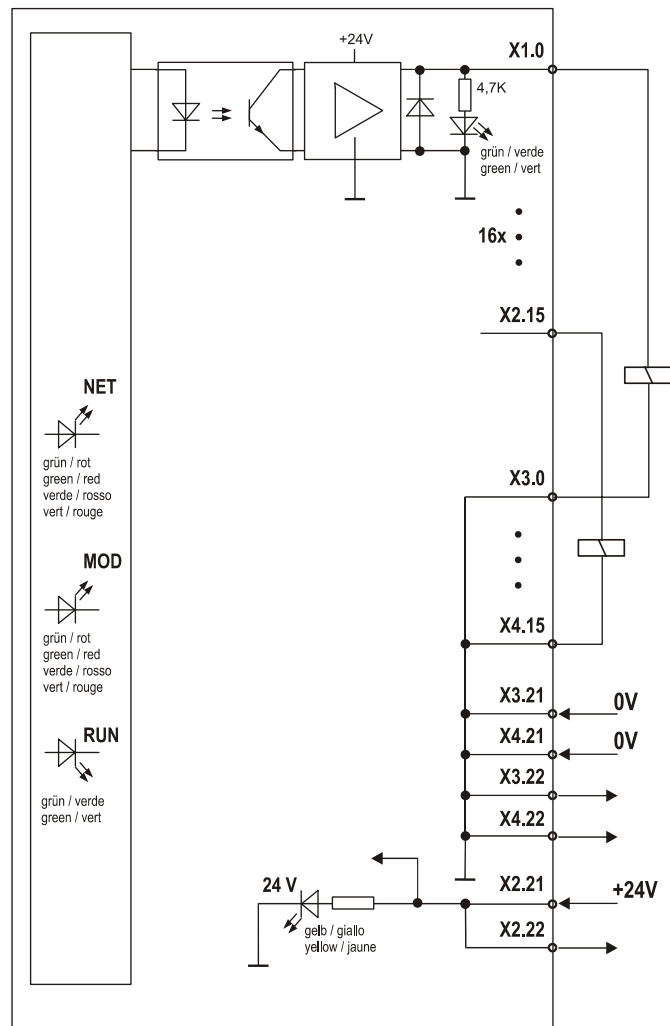 +24V
X1.0
4,7K
grün / verde
green / vert
16x
X2.15
NET
grün / rot
green / red
verde / rosso
vert / rouge
X3.0
MOD
grün / rot
green / red
verde / rosso
vert / rouge
X4.15
X3.21
0V
X4.21
0V
RUN
X3.22
grün / verde
green / vert
X4.22
24 V
X2.21
+24V
gelb / giallo
yellow / jaune
X2.22